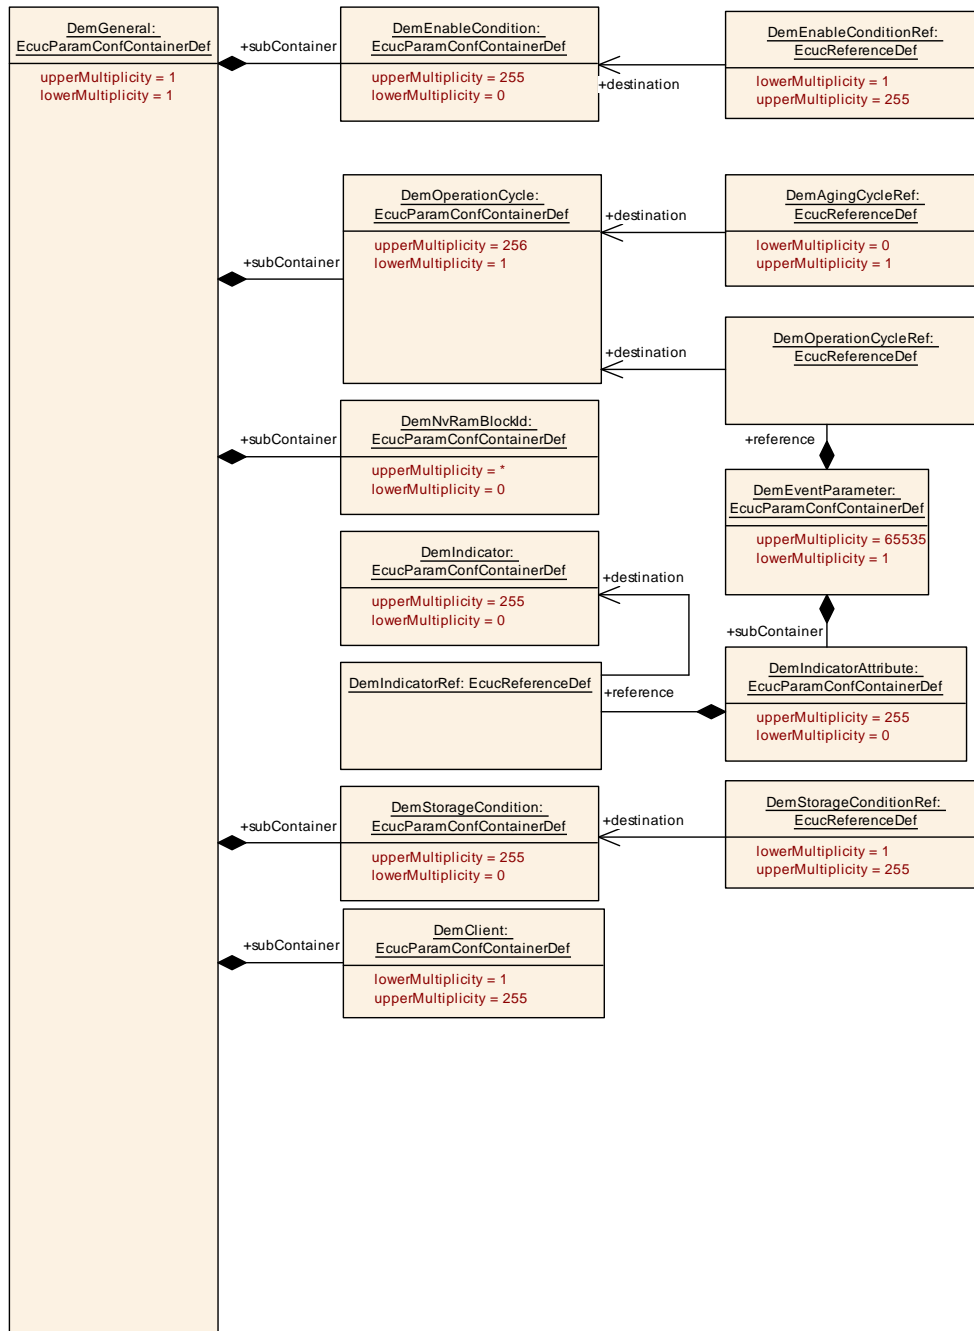 DemGeneral:
EcucParamConfContainerDef
upperMultiplicity = 1
lowerMultiplicity = 1
+subContainer
DemEnableCondition:
EcucParamConfContainerDef
upperMultiplicity = 255
lowerMultiplicity = 0
+destination
DemEnableConditionRef:
EcucReferenceDef
lowerMultiplicity = 1
upperMultiplicity = 255
+subContainer
DemOperationCycle:
EcucParamConfContainerDef
upperMultiplicity = 256
lowerMultiplicity = 1
+destination
DemAgingCycleRef:
EcucReferenceDef
lowerMultiplicity = 0
upperMultiplicity = 1
+destination
DemOperationCycleRef:
EcucReferenceDef
+subContainer
DemNvRamBlockId:
EcucParamConfContainerDef
upperMultiplicity = *
lowerMultiplicity = 0
+reference
DemEventParameter:
EcucParamConfContainerDef
upperMultiplicity = 65535
lowerMultiplicity = 1
DemIndicator:
EcucParamConfContainerDef
upperMultiplicity = 255
lowerMultiplicity = 0
+destination
+subContainer
DemIndicatorRef: EcucReferenceDef
+reference
DemIndicatorAttribute:
EcucParamConfContainerDef
upperMultiplicity = 255
lowerMultiplicity = 0
+subContainer
DemStorageCondition:
EcucParamConfContainerDef
upperMultiplicity = 255
lowerMultiplicity = 0
+destination
DemStorageConditionRef:
EcucReferenceDef
lowerMultiplicity = 1
upperMultiplicity = 255
+subContainer
DemClient:
EcucParamConfContainerDef
lowerMultiplicity = 1
upperMultiplicity = 255